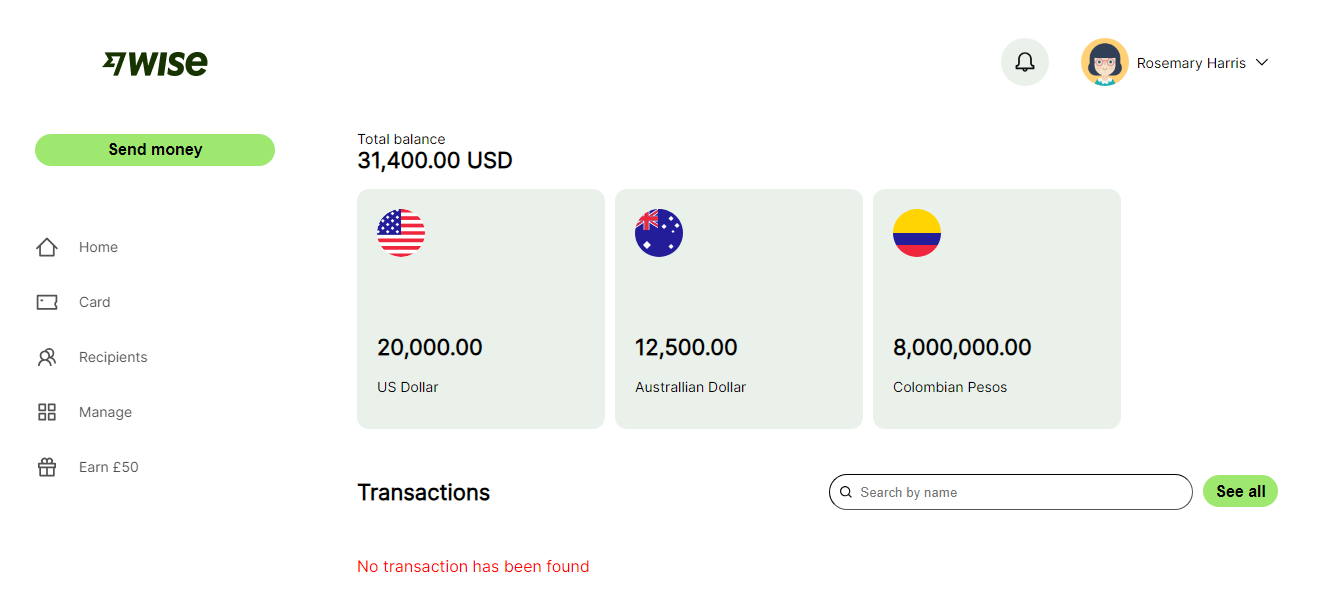 WISE
Rosemary Harris
Send money
Total balance
31,400.00 USD
Home
Card
Recipients
Manage
Earn £50
20,000.00
US Dollar
12,500.00
Australlian Dollar
8,000,000.00
Colombian Pesos
Transactions
Search by name
See all
No transaction has been found